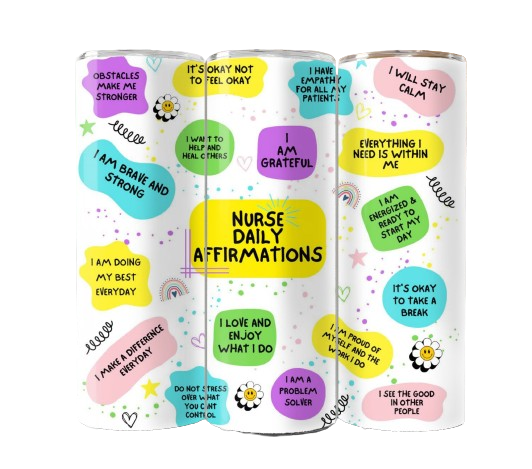 OBSTACLES
MAKE ME
STRONGER
IT'S OKAY NOT
TO FEEL OKAY
I HAVE
EMPATHY
FOR ALL MY
PATIENTS
I WILL STAY
CALM
I WANT TO
HELP AND
HEAL OTHERS
I
AM
GRATEFUL
EVERYTHING I
NEED IS WITHIN
ME
I AM BRAVE AND
STRONG
I AM
ENERGIZED &
READY TO
START MY
DAY
NURSE
DAILY
AFFIRMATIONS
I AM DOING
MY BEST
EVERYDAY
IT'S OKAY
TO TAKE A
BREAK
I LOVE AND
ENJOY
WHAT I DO
I AM PROUD OF
MYSELF AND THE
WORK I DO
I MAKE A DIFFERENCE
EVERYDAY
DO NOT STRESS
OVER WHAT
YOU CAN'T
CONTROL
I AM A
PROBLEM
SOLVER
I SEE THE GOOD
IN OTHER
PEOPLE